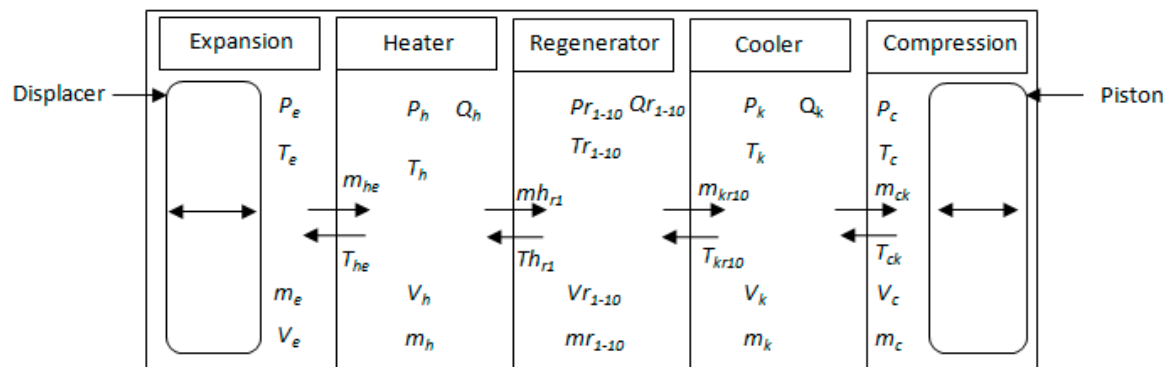 Expansion Heater Regenerator Cooler Compression
Displacer Piston
Pe Ph Qh Pr1-10 Qr1-10 Pk Qk Pc
Te Th Tr1-10 Tk Tc
mhe mhr1 mkr10 mck
The Thr1 Tkr10 Tck
me Vh Vr1-10 Vk Vc
Ve mh mr1-10 mk mc